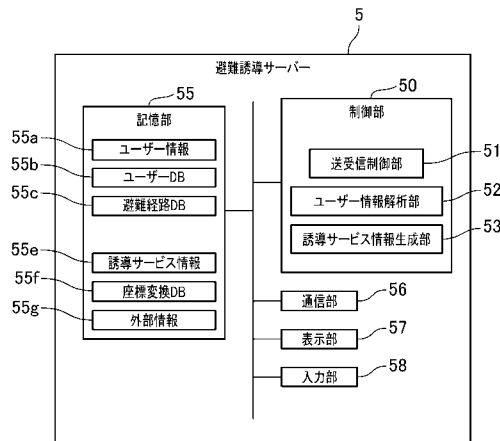 5
避難誘導サーバー
55
記憶部
55a
ユーザー情報
55b
ユーザーDB
55c
避難経路DB
55e
誘導サービス情報
55f
座標変換DB
55g
外部情報
50
制御部
送受信制御部
51
ユーザー情報解析部
52
誘導サービス情報生成部
53
通信部
56
表示部
57
入力部
58